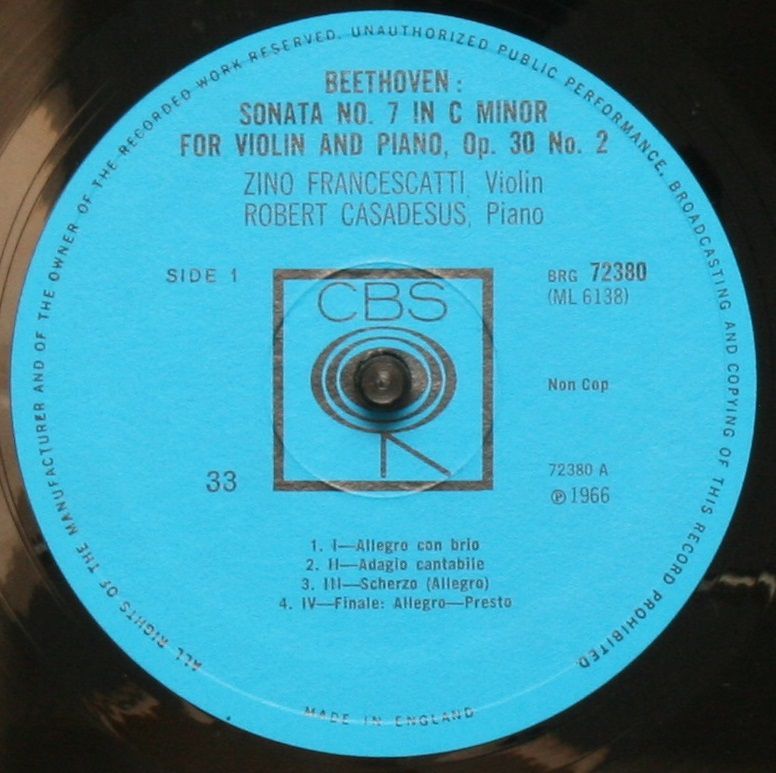 ALL RIGHTS OF THE MANUFACTURER AND OF THE OWNER OF THE RECORDED WORK RESERVED. UNAUTHORIZED PUBLIC PERFORMANCE, BROADCASTING AND COPYING OF THIS RECORD PROHIBITED.
BEETHOVEN:
SONATA NO. 7 IN C MINOR
FOR VIOLIN AND PIANO, Op. 30 No. 2
ZINO FRANCESCATTI, Violin
ROBERT CASADESUS, Piano
SIDE 1
CBS
BRG 72380
(ML 6138)
Non Cop
33
72380 A
℗ 1966
1. I—Allegro con brio
2. II—Adagio cantabile
3. III—Scherzo (Allegro)
4. IV—Finale: Allegro—Presto
MADE IN ENGLAND